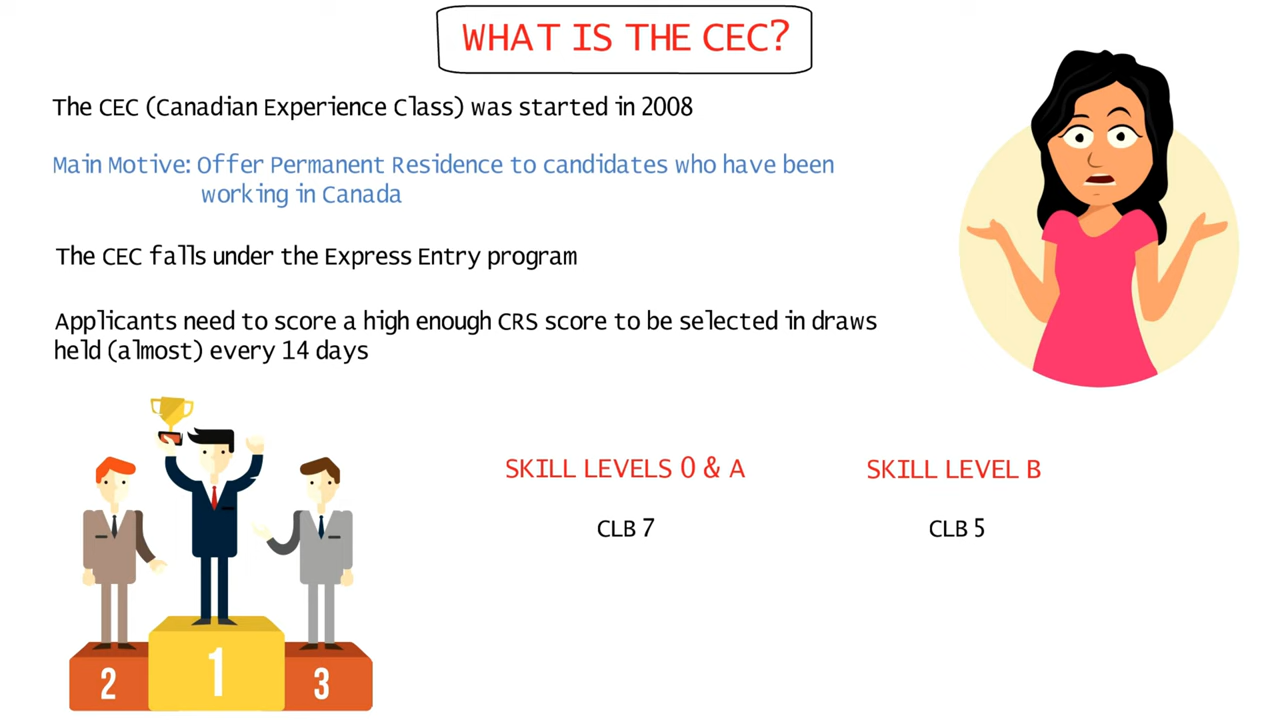 WHAT IS THE CEC?
The CEC (Canadian Experience Class) was started in 2008
Main Motive: Offer Permanent Residence to candidates who have been
working in Canada
The CEC falls under the Express Entry program
Applicants need to score a high enough CRS score to be selected in draws
held (almost) every 14 days
SKILL LEVELS 0 & A
SKILL LEVEL B
CLB 7
CLB 5
2
1
3